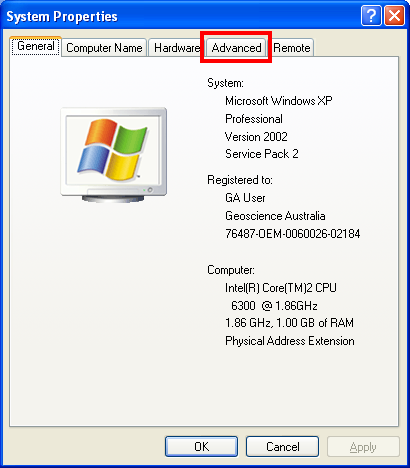 System Properties
General Computer Name Hardware Advanced Remote
System:
Microsoft Windows XP
Professional
Version 2002
Service Pack 2
Registered to:
GA User
Geoscience Australia
76487-OEM-0060026-02184
Computer:
Intel(R) Core(TM)2 CPU
6300 @ 1.86GHz
1.86 GHz, 1.00 GB of RAM
Physical Address Extension
OK Cancel Apply